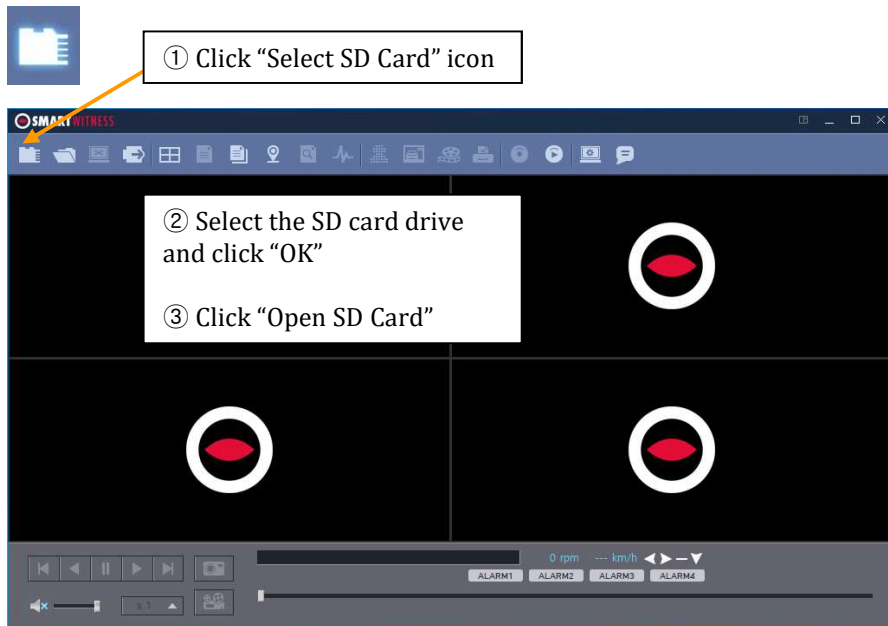 ① Click “Select SD Card” icon
SMARTWITNESS
② Select the SD card drive
and click “OK”
③ Click “Open SD Card”
0 rpm --- km/h
ALARM1 ALARM2 ALARM3 ALARM4
x 1